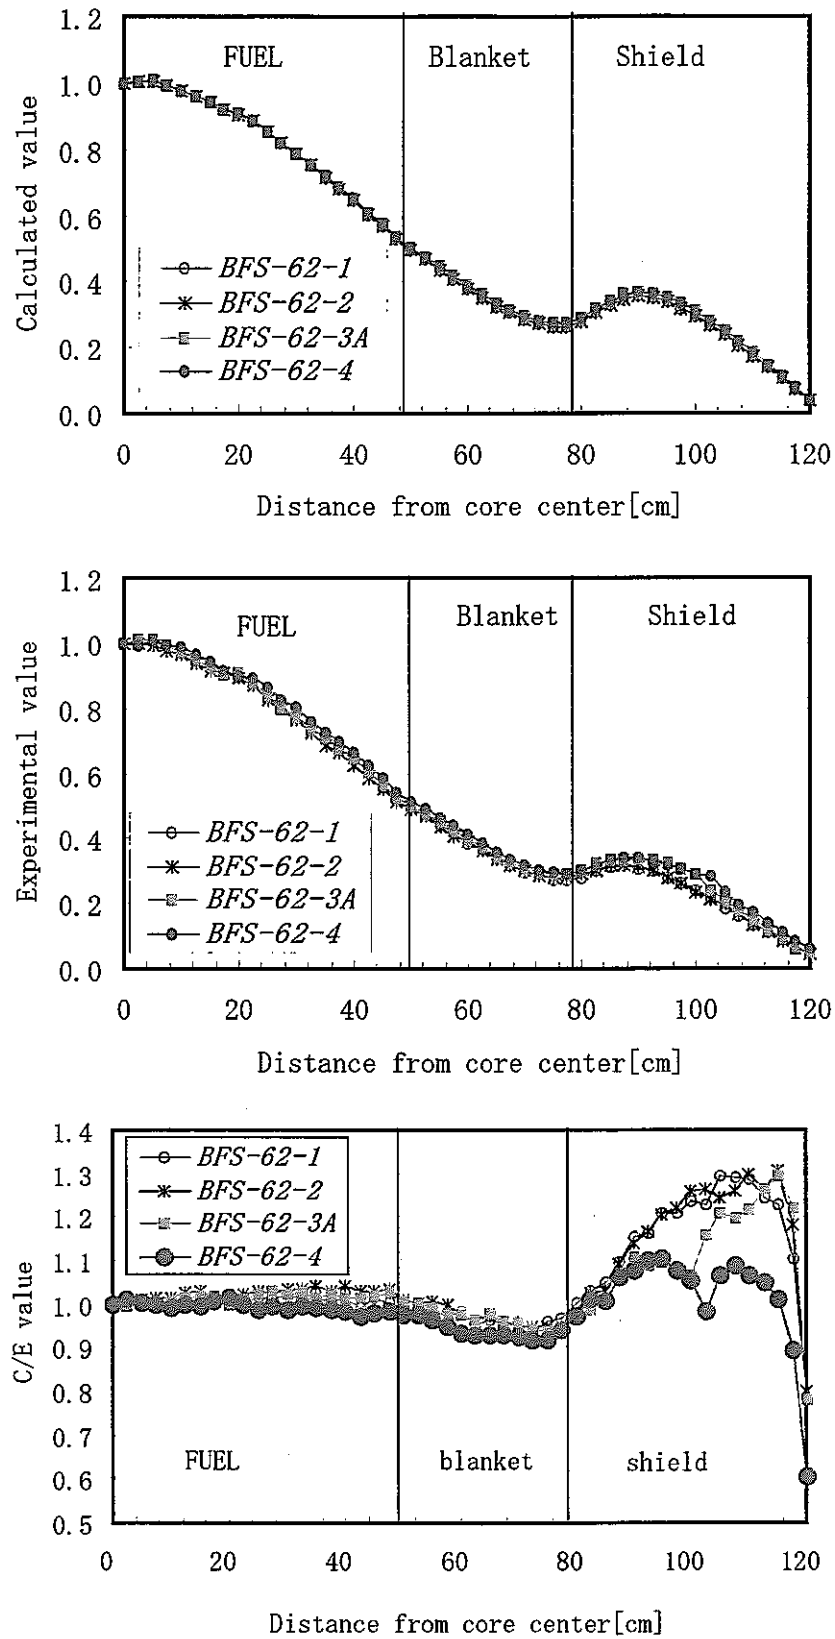 1.2
FUEL Blanket Shield
1.0
0.8
0.6
0.4
0.2
0.0
Calculated value
BFS-62-1
BFS-62-2
BFS-62-3A
BFS-62-4
0 20 40 60 80 100 120
Distance from core center[cm]
1.2
FUEL Blanket Shield
1.0
0.8
0.6
0.4
0.2
0.0
Experimental value
BFS-62-1
BFS-62-2
BFS-62-3A
BFS-62-4
0 20 40 60 80 100 120
Distance from core center[cm]
1.4
1.3
1.2
1.1
1.0
0.9
0.8
0.7
0.6
0.5
C/E value
BFS-62-1
BFS-62-2
BFS-62-3A
BFS-62-4
FUEL blanket shield
0 20 40 60 80 100 120
Distance from core center[cm]